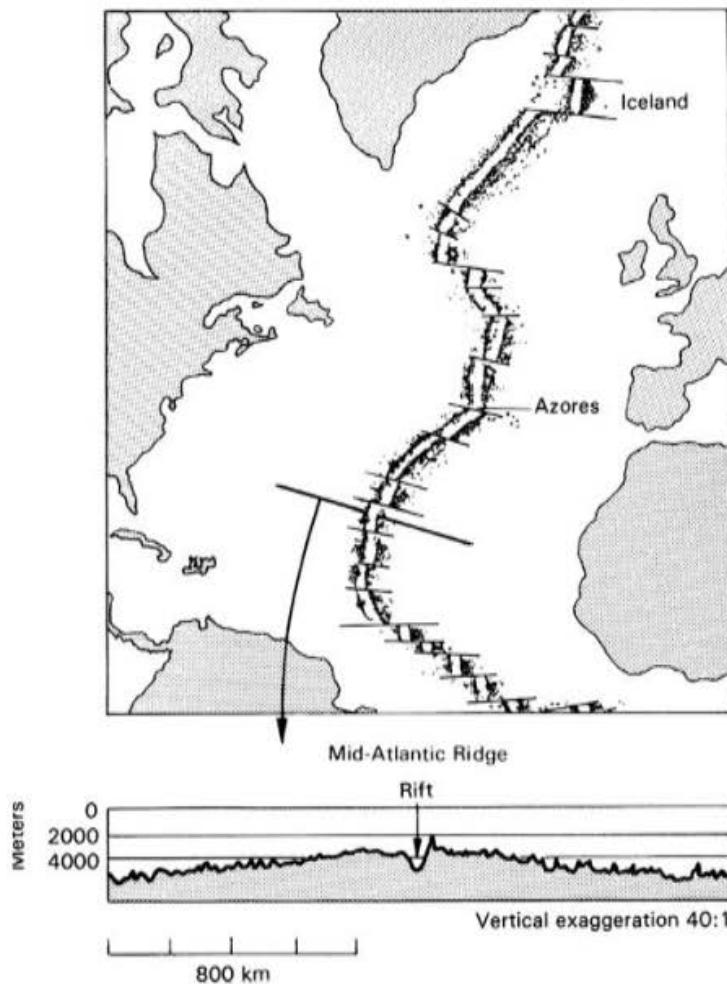 Iceland
Azores
Mid-Atlantic Ridge
Rift
Meters
0
2000
4000
Vertical exaggeration 40:1
800 km